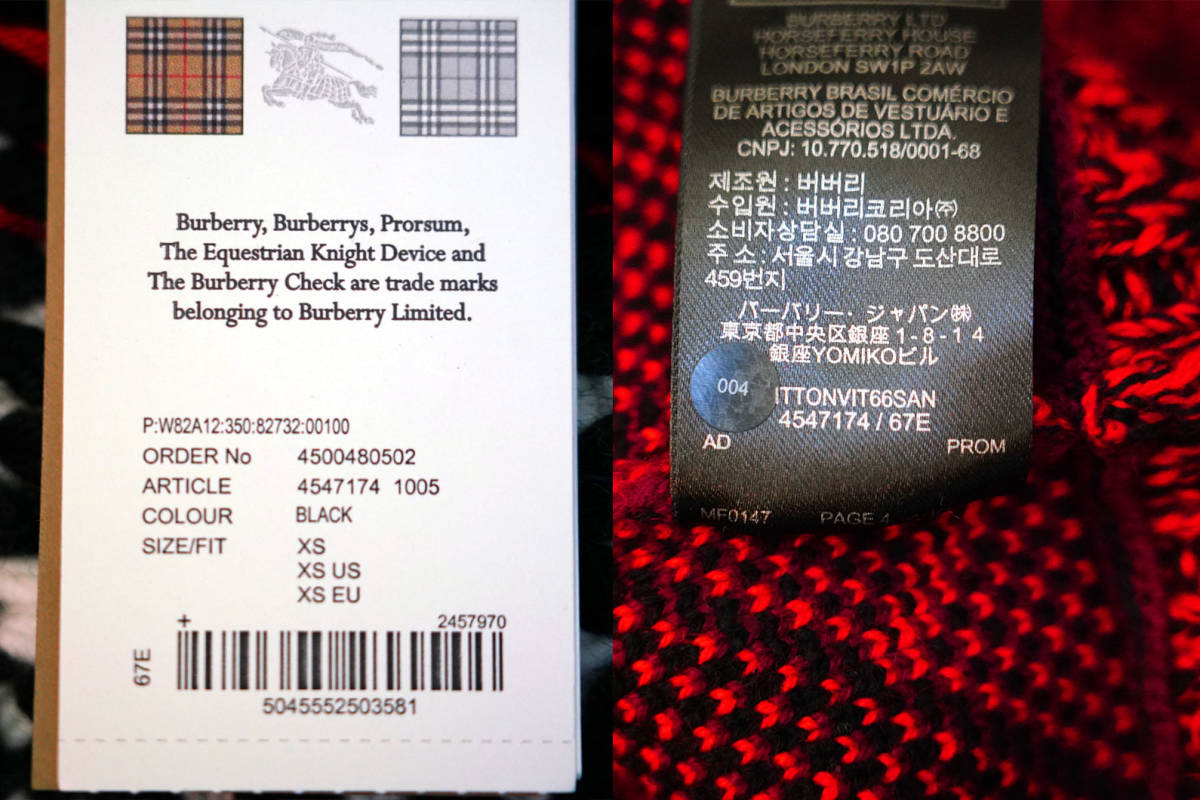 Burberry, Burberrys, Prorsum,
The Equestrian Knight Device and
The Burberry Check are trade marks
belonging to Burberry Limited.
P:W82A12:350:82732:00100
ORDER No 4500480502
ARTICLE 4547174 1005
COLOUR BLACK
SIZE/FIT XS
XS US
XS EU
+ 2457970
67E
5045552503581
BURBERRY LTD
HORSEFERRY HOUSE
HORSEFERRY ROAD
LONDON SW1P 2AW
BURBERRY BRASIL COMÉRCIO
DE ARTIGOS DE VESTUÁRIO E
ACESSÓRIOS LTDA.
CNPJ: 10.770.518/0001-68
제조원 : 버버리
수입원 : 버버리코리아㈜
소비자상담실 : 080 700 8800
주 소 : 서울시 강남구 도산대로
459번지
バーバリー・ジャパン㈱
東京都中央区銀座1-8-14
銀座YOMIKOビル
004
ITTONVIT66SAN
4547174 / 67E
AD PROM
MF0147 PAGE 4